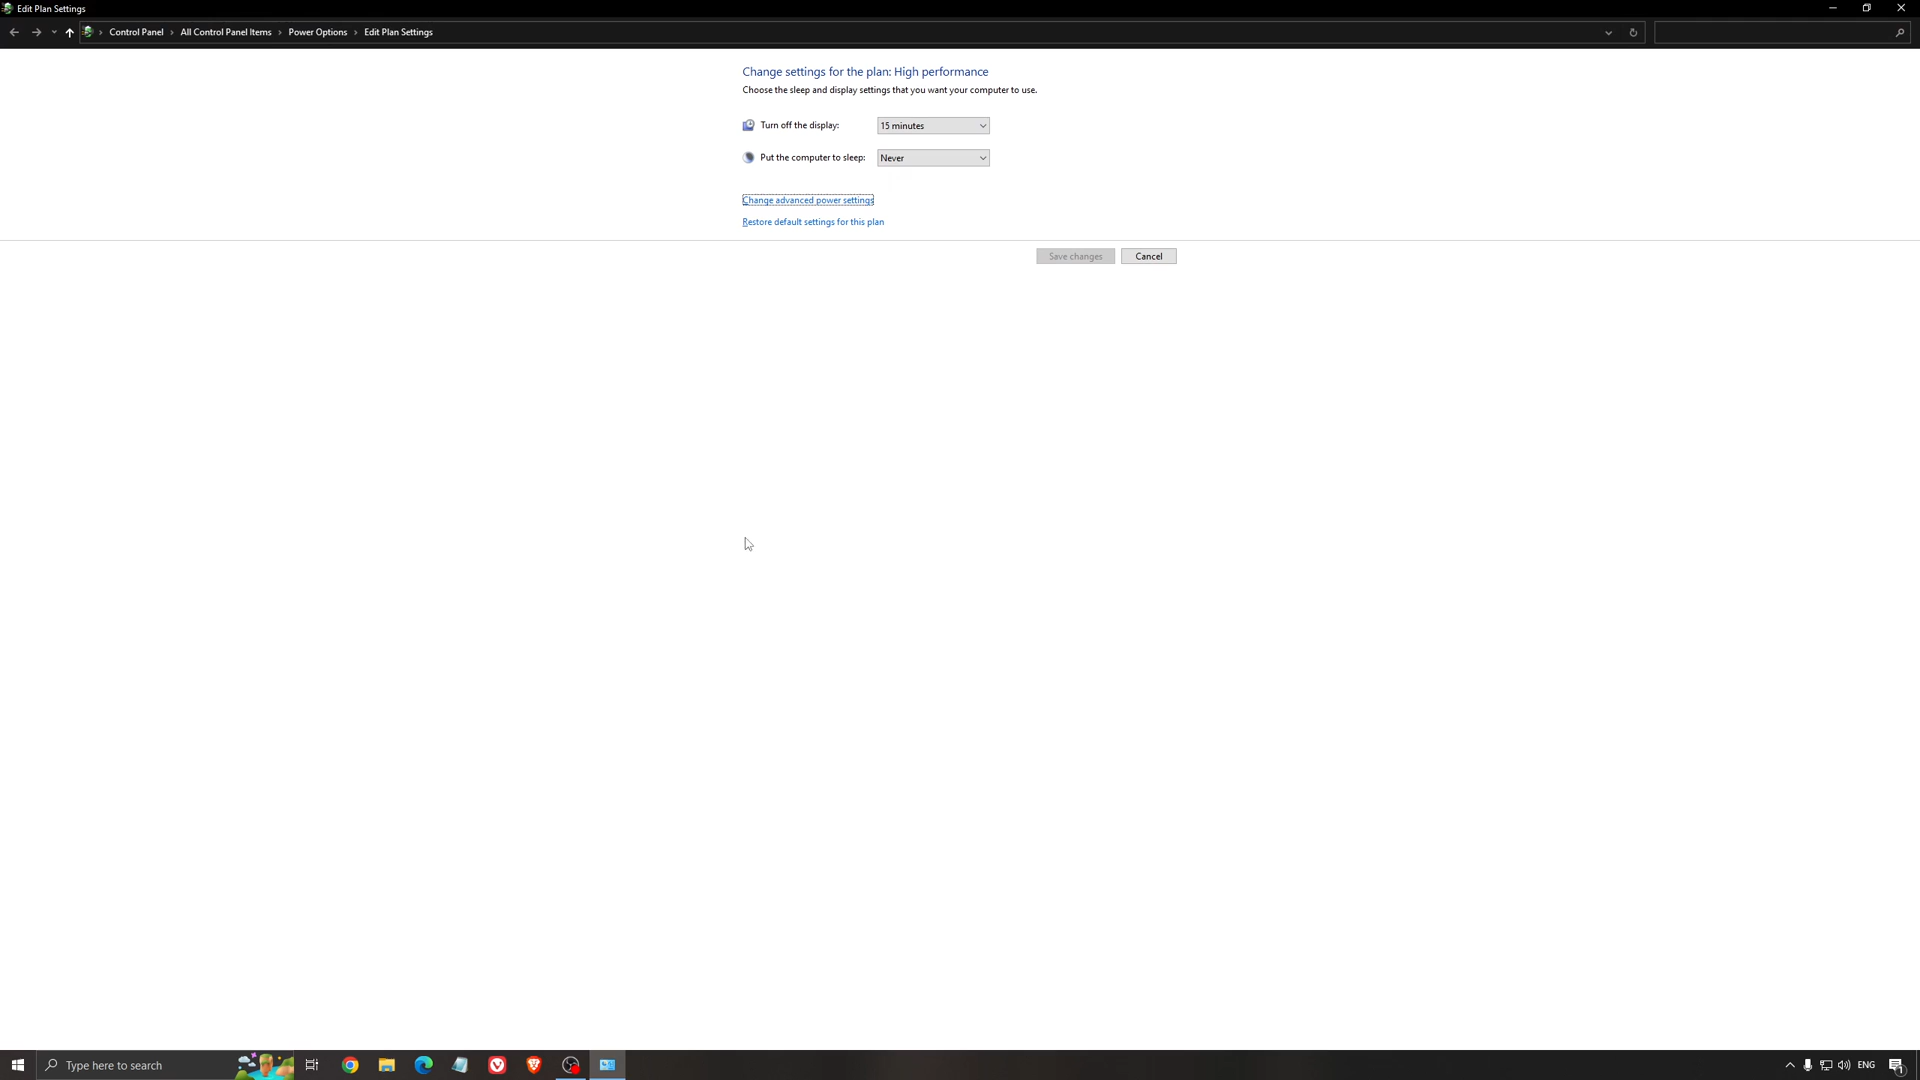 Edit Plan Settings
Control Panel > All Control Panel Items > Power Options > Edit Plan Settings
Change settings for the plan: High performance
Choose the sleep and display settings that you want your computer to use.
Turn off the display: 15 minutes
Put the computer to sleep: Never
Change advanced power settings
Restore default settings for this plan
Save changes Cancel
Type here to search ENG 1